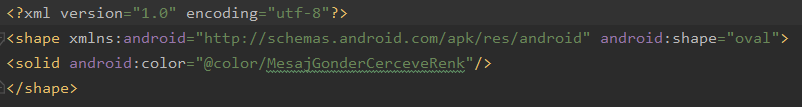 <?xml version="1.0" encoding="utf-8"?>
<shape xmlns:android="http://schemas.android.com/apk/res/android" android:shape="oval">
<solid android:color="@color/MesajGonderCerceveRenk"/>
</shape>